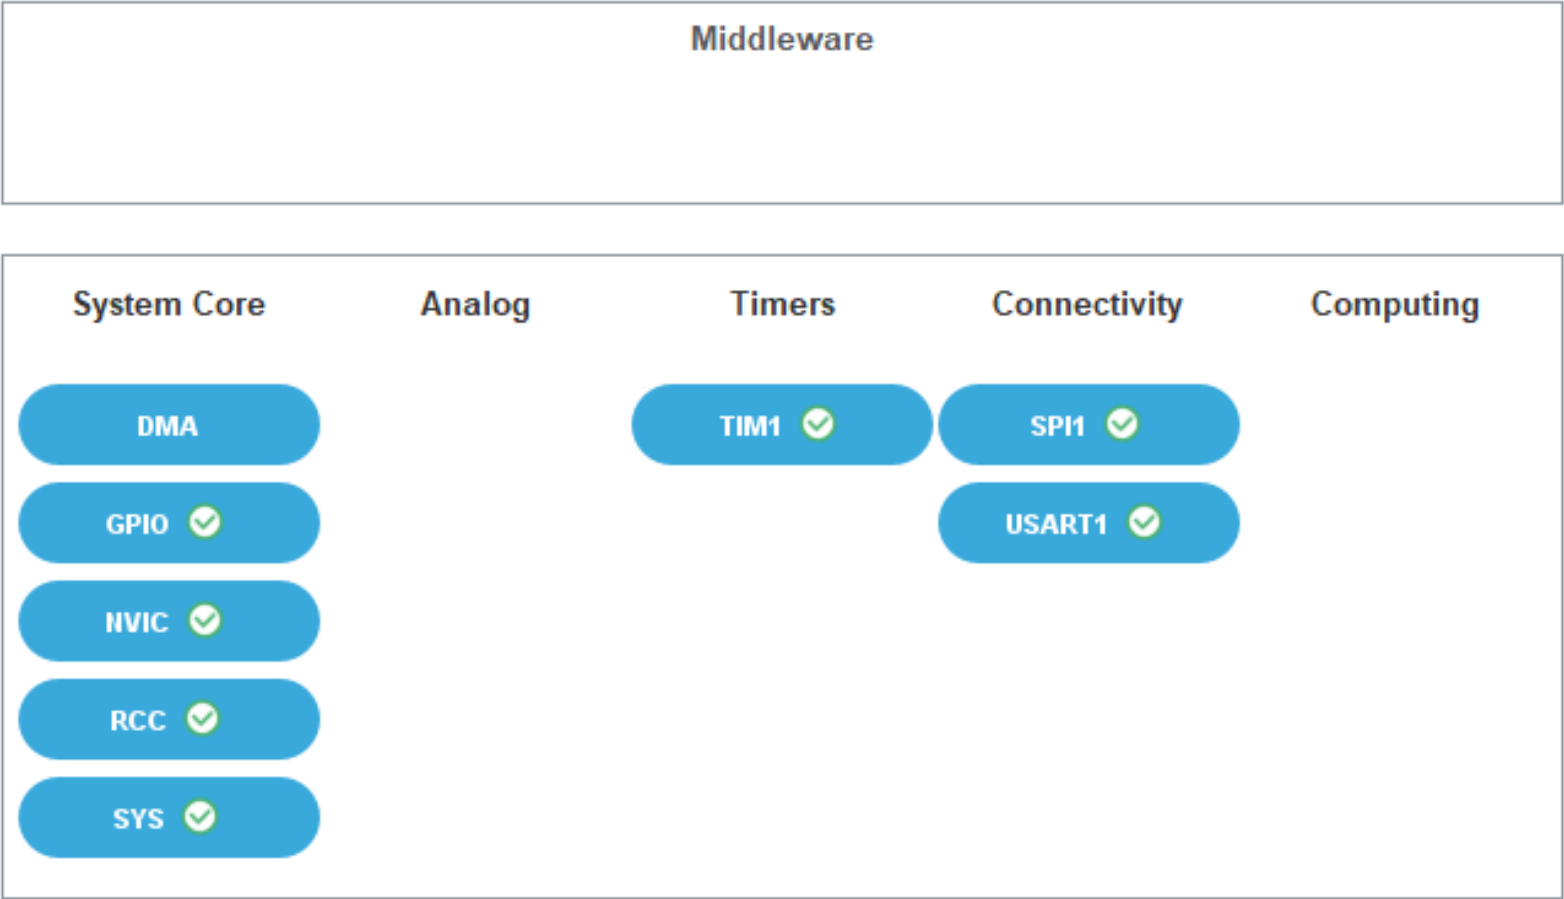 Middleware
System Core Analog Timers Connectivity Computing
DMA TIM1 SPI1
GPIO USART1
NVIC
RCC
SYS